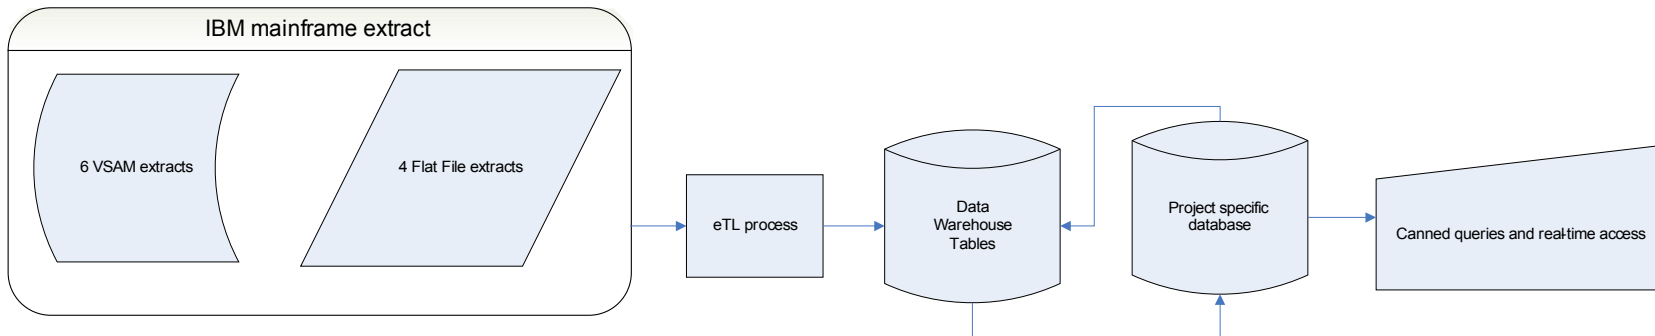 IBM mainframe extract
6 VSAM extracts
4 Flat File extracts
eTL process
Data
Warehouse
Tables
Project specific
database
Canned queries and real-time access